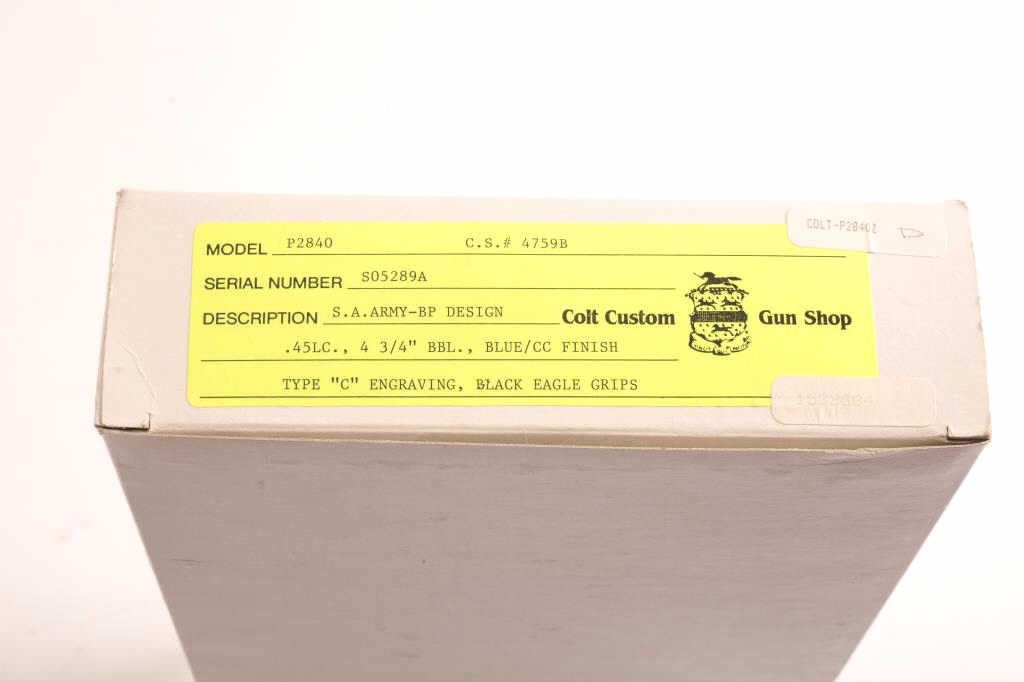 COLT-P2840Z D
MODEL P2840 C.S.# 4759B
SERIAL NUMBER S05289A
DESCRIPTION S.A.ARMY-BP DESIGN
Colt Custom Gun Shop
.45LC., 4 3/4" BBL., BLUE/CC FINISH
TYPE "C" ENGRAVING, BLACK EAGLE GRIPS